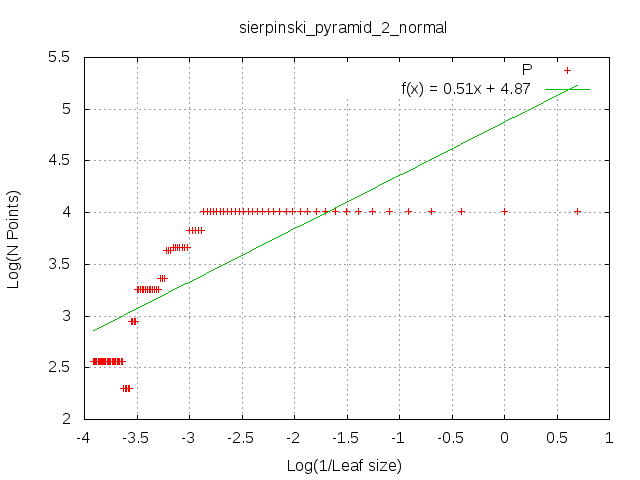 sierpinski_pyramid_2_normal
5.5
P
f(x) = 0.51x + 4.87
5
4.5
4
Log(N Points)
3.5
3
2.5
2
-4 -3.5 -3 -2.5 -2 -1.5 -1 -0.5 0 0.5 1
Log(1/Leaf size)